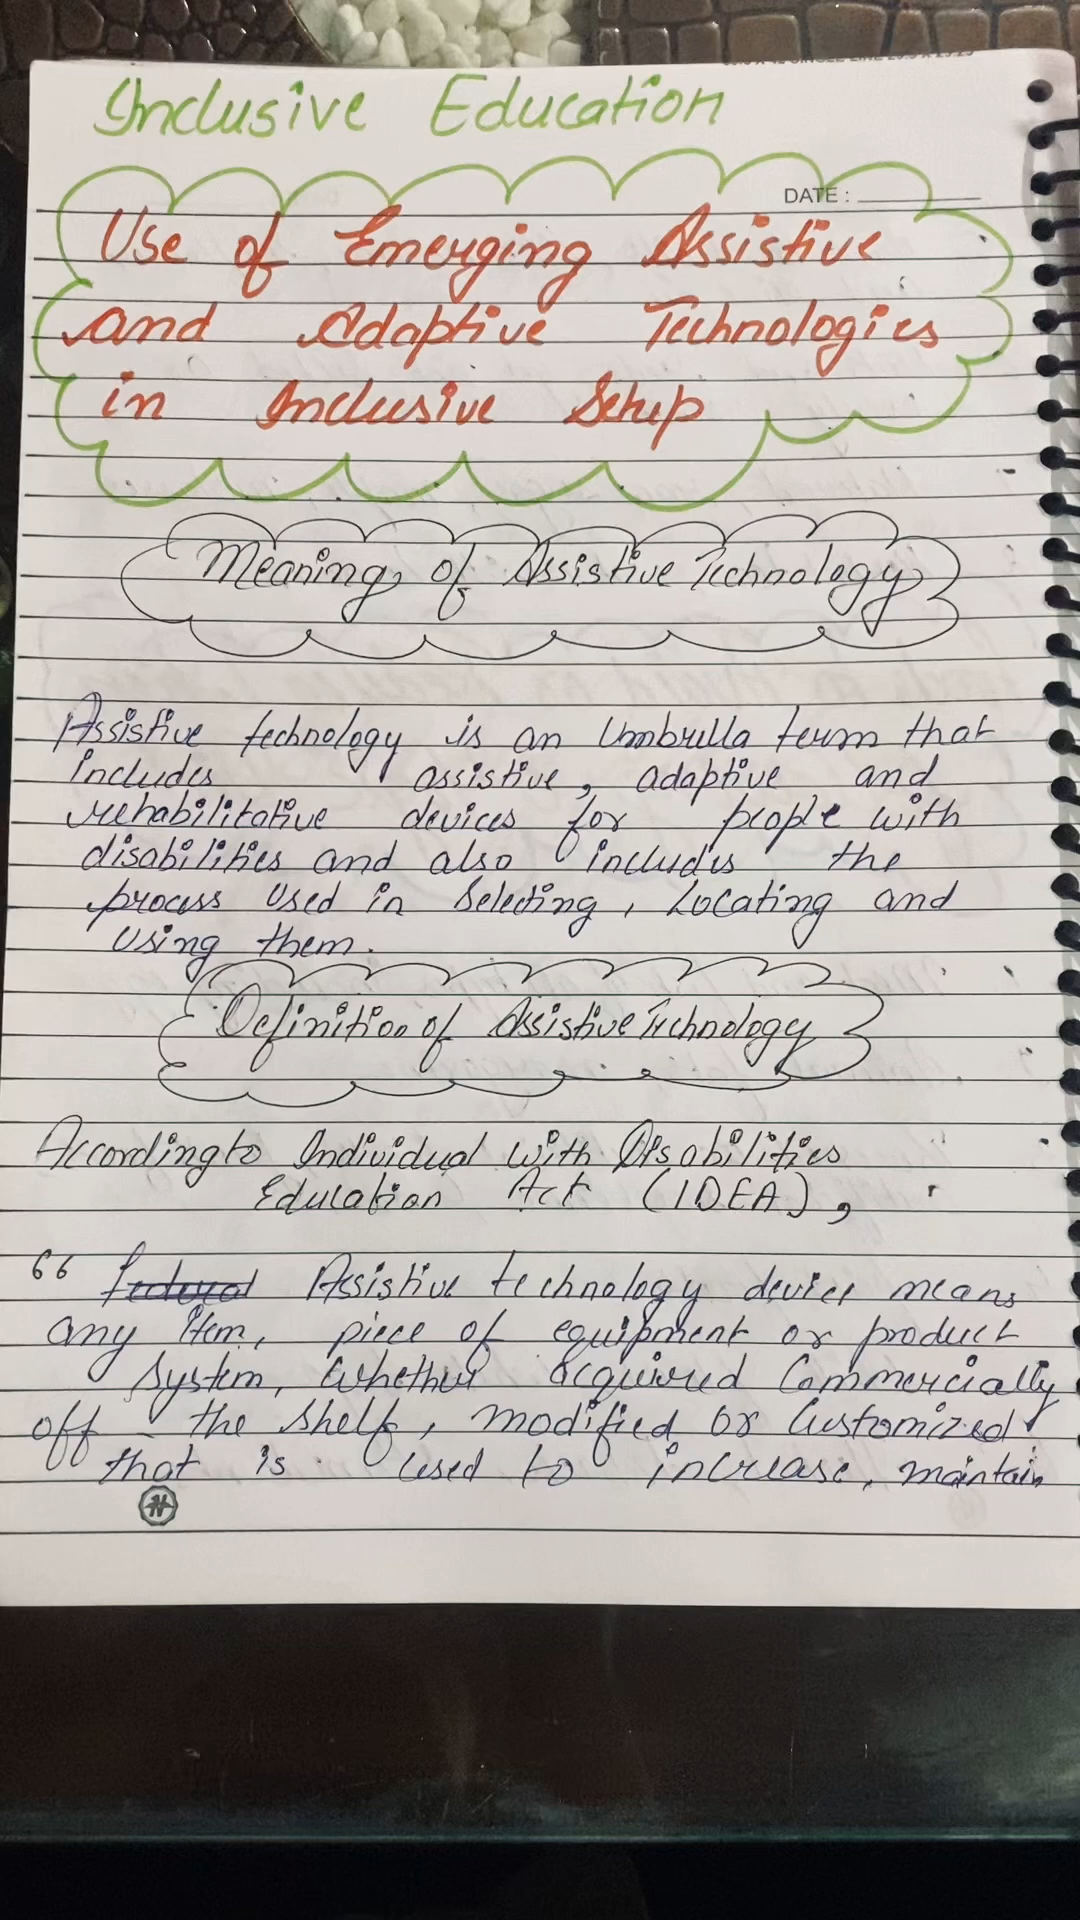 Inclusive Education
DATE :
Use of Emerging Assistive
and Adaptive Technologies
in Inclusive Setup
Meaning of Assistive Technology
Assistive technology is an Umbrella term that
includes assistive, adaptive and
rehabilitative devices for people with
disabilities and also includes the
process used in Selecting, Locating and
using them.
Definition of Assistive Technology
According to Individual with Disabilities
Education Act (IDEA),
"Assistive technology device means
any item, piece of equipment or product
system, whether acquired Commercially
off the shelf, modified or Customized
that is used to increase, maintain
N